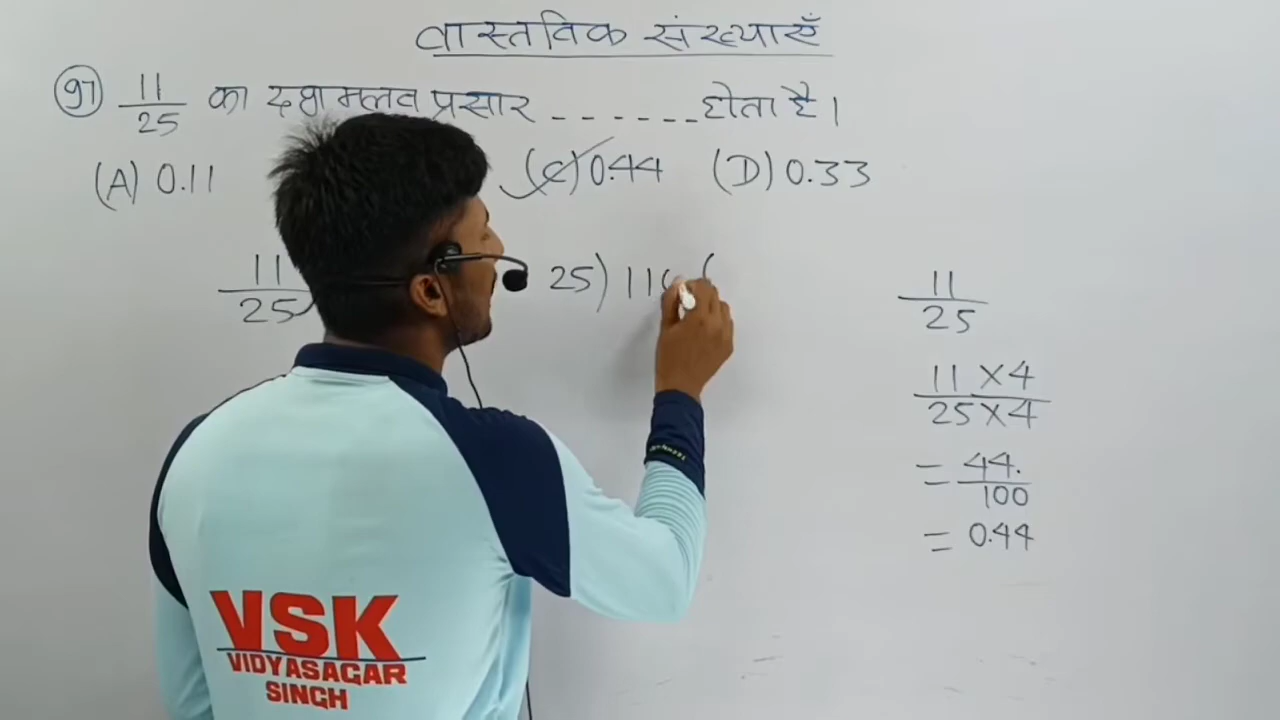 वास्तविक संख्याएँ
97 11/25 का दशमलव प्रसार ------ होता है।
(A) 0.11 (C) 0.44 (D) 0.33
11/25
25) 110 (
11/25
11 × 4 / 25 × 4
= 44. / 100
= 0.44
VSK
VIDYASAGAR
SINGH